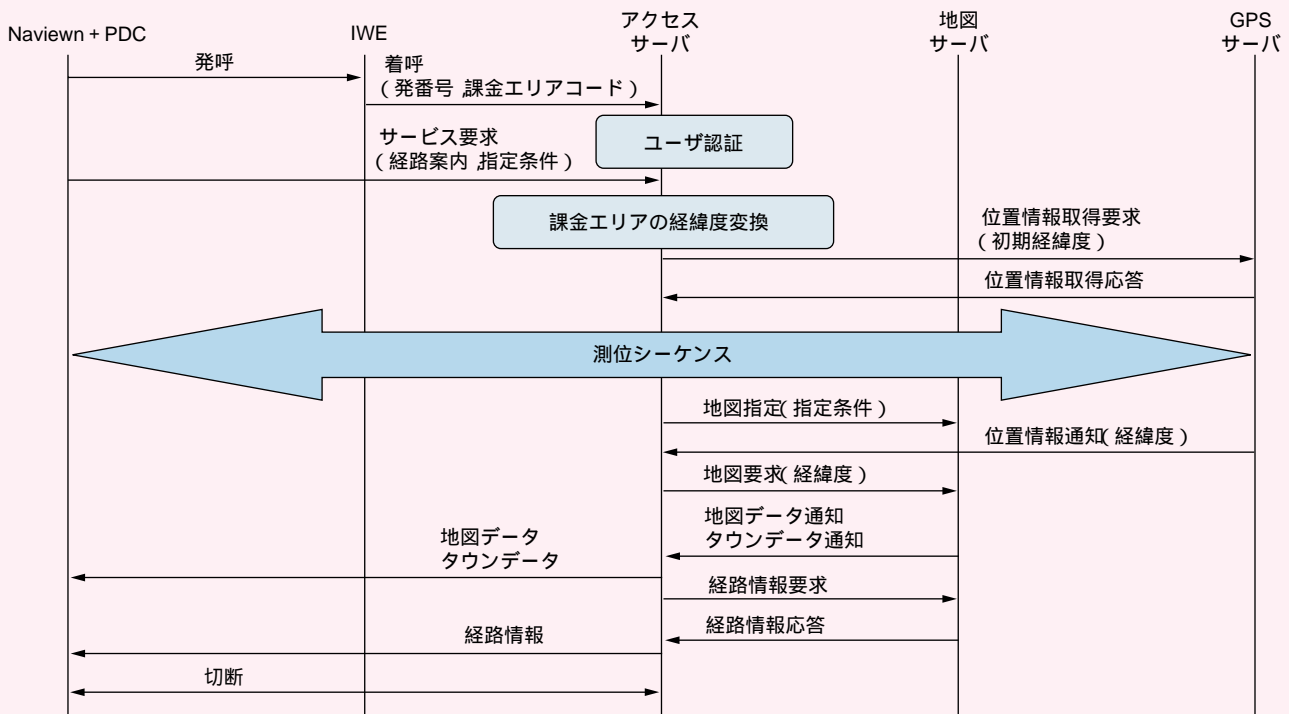 Naviewn + PDC
IWE
アクセス
サーバ
地図
サーバ
GPS
サーバ
発呼
着呼
(発番号,課金エリアコード)
ユーザ認証
サービス要求
(経路案内,指定条件)
課金エリアの経緯度変換
位置情報取得要求
(初期経緯度)
位置情報取得応答
測位シーケンス
地図指定(指定条件)
位置情報通知(経緯度)
地図要求(経緯度)
地図データ通知
タウンデータ通知
地図データ
タウンデータ
経路情報要求
経路情報応答
経路情報
切断